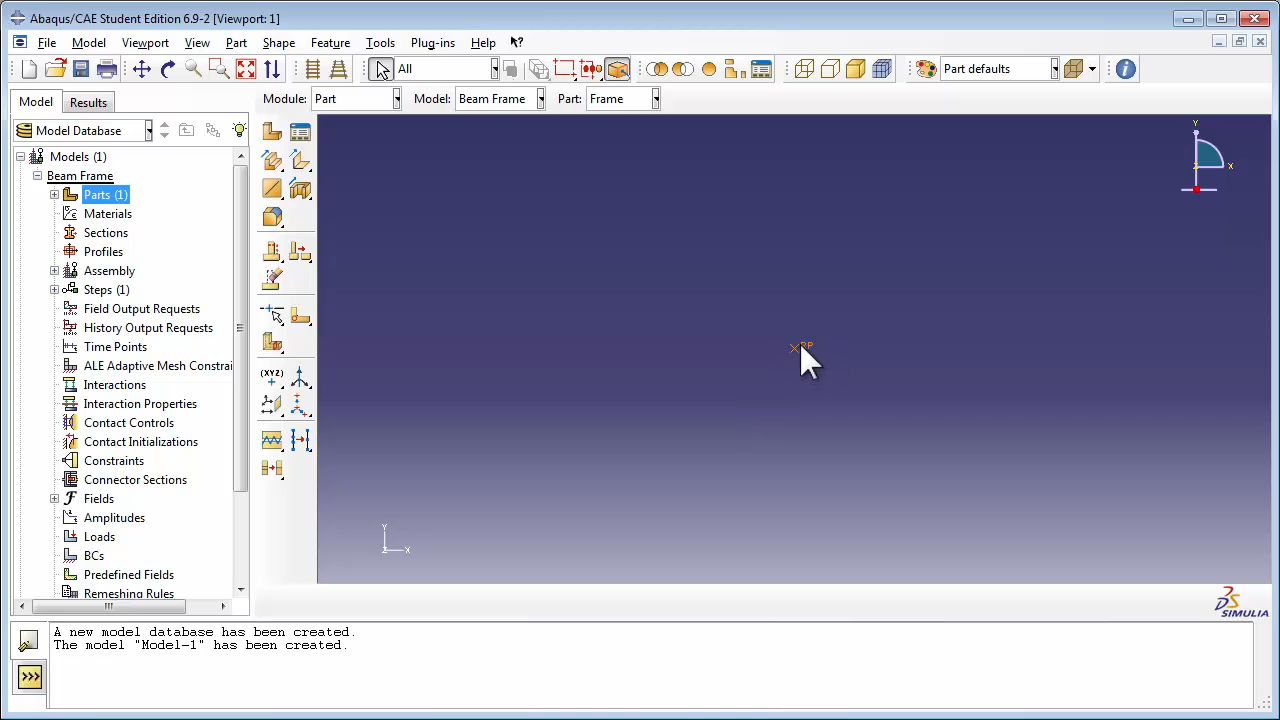 Abaqus/CAE Student Edition 6.9-2 [Viewport: 1]
File Model Viewport View Part Shape Feature Tools Plug-ins Help
All Part defaults
Model Results Module: Part Model: Beam Frame Part: Frame
Model Database
Models (1)
Beam Frame
Parts (1)
Materials
Sections
Profiles
Assembly
Steps (1)
Field Output Requests
History Output Requests
Time Points
ALE Adaptive Mesh Constrai
Interactions
Interaction Properties
Contact Controls
Contact Initializations
Constraints
Connector Sections
Fields
Amplitudes
Loads
BCs
Predefined Fields
Remeshing Rules
(XYZ)
Y
X
Z
RP
Y
Z X
SIMULIA
A new model database has been created.
The model "Model-1" has been created.
>>>